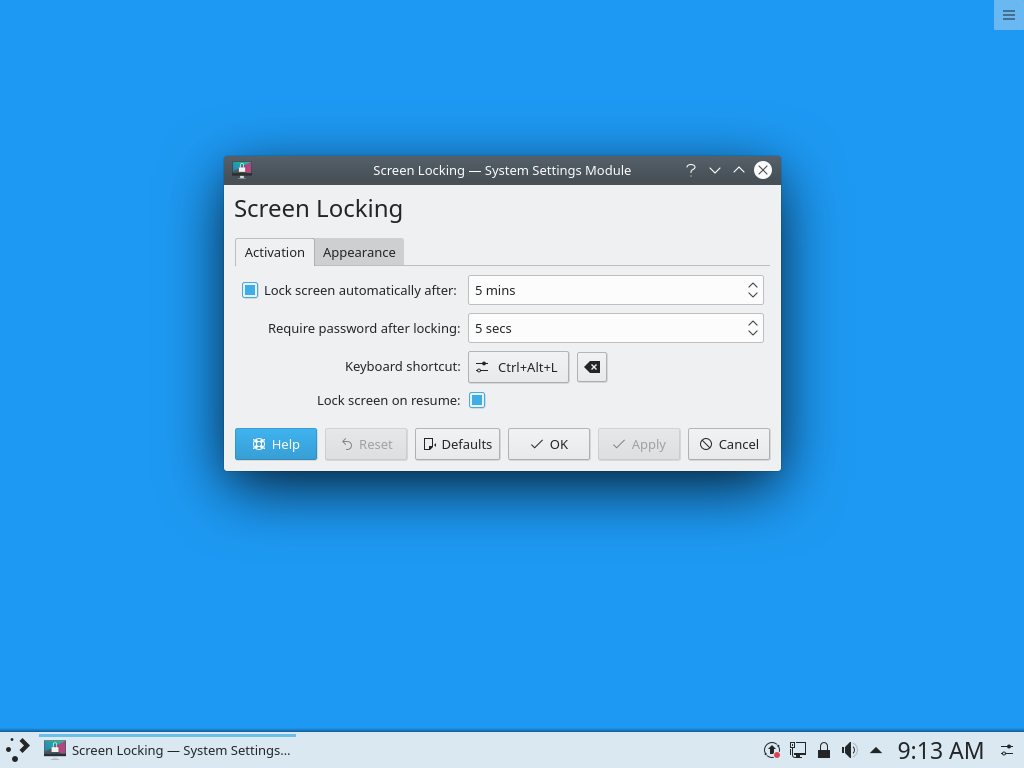 Screen Locking — System Settings Module
Screen Locking
Activation Appearance
Lock screen automatically after: 5 mins
Require password after locking: 5 secs
Keyboard shortcut: Ctrl+Alt+L
Lock screen on resume:
Help Reset Defaults OK Apply Cancel
Screen Locking — System Settings... 9:13 AM